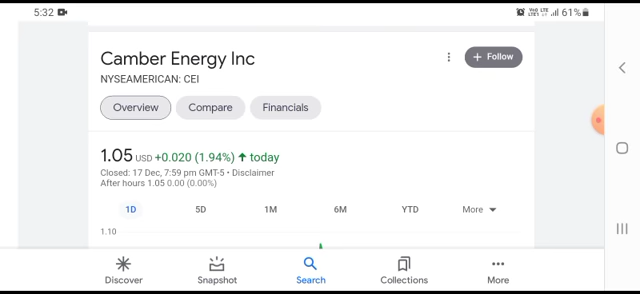 5:32
61%
Camber Energy Inc
+ Follow
NYSEAMERICAN: CEI
Overview Compare Financials
1.05 USD +0.020 (1.94%) ↑ today
Closed: 17 Dec, 7:59 pm GMT-5 • Disclaimer
After hours 1.05 0.00 (0.00%)
1D 5D 1M 6M YTD More
1.10
Discover Snapshot Search Collections More